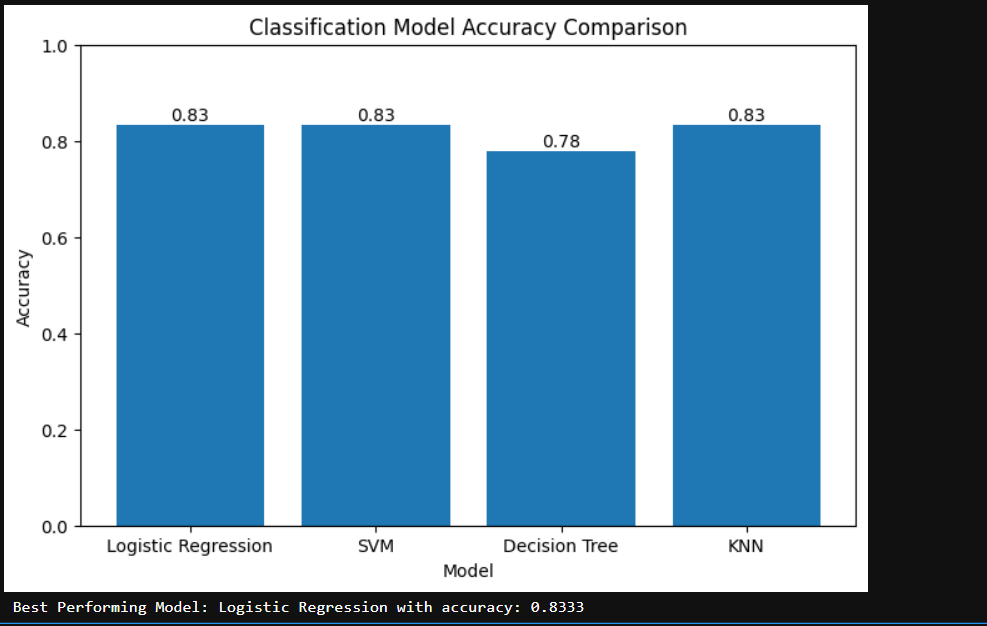 Classification Model Accuracy Comparison
1.0
0.8
0.6
0.4
0.2
0.0
Accuracy
0.83 0.83 0.78 0.83
Logistic Regression SVM Decision Tree KNN
Model
Best Performing Model: Logistic Regression with accuracy: 0.8333